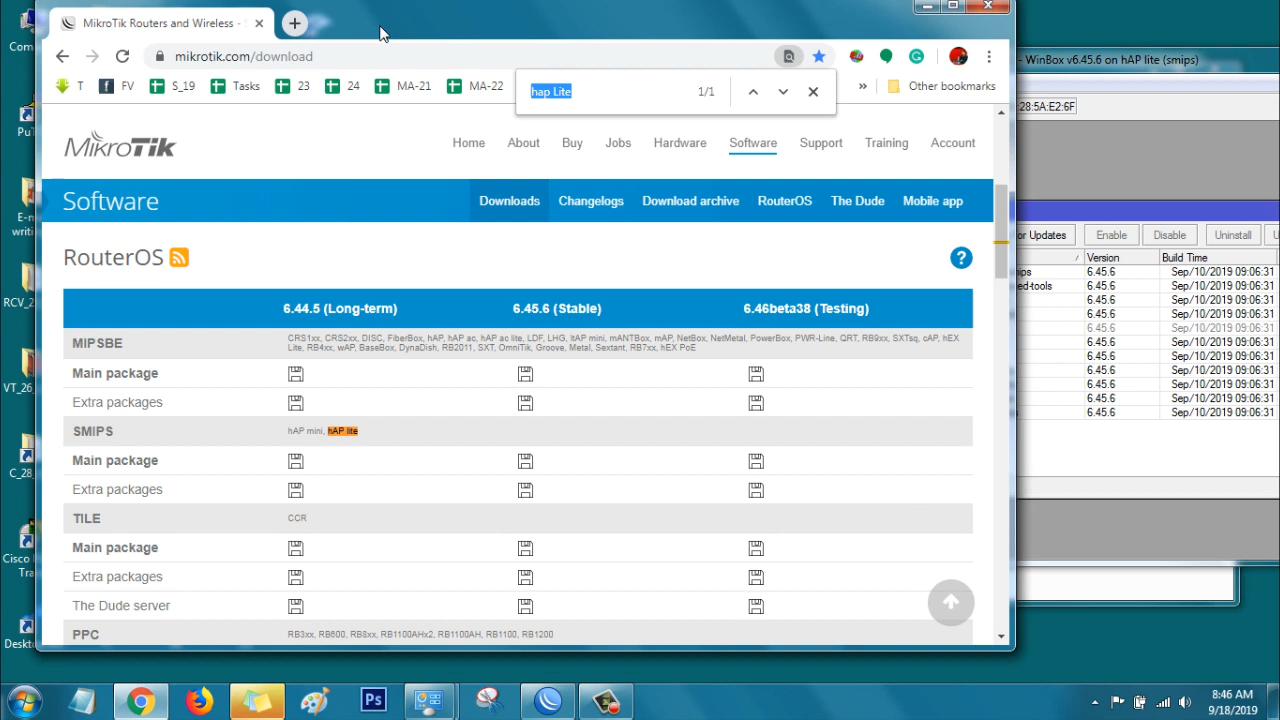 MikroTik Routers and Wireless - S
mikrotik.com/download
T
FV
S_19
Tasks
23
24
MA-21
MA-22
»
Other bookmarks
hap Lite
1/1
MikroTik
Home
About
Buy
Jobs
Hardware
Software
Support
Training
Account
Software
Downloads
Changelogs
Download archive
RouterOS
The Dude
Mobile app
RouterOS
?
6.44.5 (Long-term)
6.45.6 (Stable)
6.46beta38 (Testing)
MIPSBE
CRS1xx, CRS2xx, DISC, FiberBox, hAP, hAP ac, hAP ac lite, LDF, LHG, ltAP mini, mANTBox, mAP, NetBox, NetMetal, PowerBox, PWR-Line, QRT, RB9xx, SXTsq, cAP, hEX
Lite, RB4xx, wAP, BaseBox, DynaDish, RB2011, SXT, OmniTik, Groove, Metal, Sextant, RB7xx, hEX PoE
Main package
Extra packages
SMIPS
hAP mini, hAP lite
Main package
Extra packages
TILE
CCR
Main package
Extra packages
The Dude server
PPC
RB3xx, RB600, RB8xx, RB1100AHx2, RB1100AH, RB1100, RB1200
- WinBox v6.45.6 on hAP lite (smips)
:28:5A:E2:6F
or Updates
Enable
Disable
Uninstall
Version
Build Time
ips
6.45.6
Sep/10/2019 09:06:31
ed-tools
6.45.6
Sep/10/2019 09:06:31
6.45.6
Sep/10/2019 09:06:31
6.45.6
Sep/10/2019 09:06:31
6.45.6
Sep/10/2019 09:06:31
6.45.6
Sep/10/2019 09:06:31
6.45.6
Sep/10/2019 09:06:31
6.45.6
Sep/10/2019 09:06:31
6.45.6
Sep/10/2019 09:06:31
6.45.6
Sep/10/2019 09:06:31
6.45.6
Sep/10/2019 09:06:31
Com
PuT
E-n
writi
RCV_2
VT_26_
C_28_
Cisco
Tra
Deskto
Ps
8:46 AM
9/18/2019